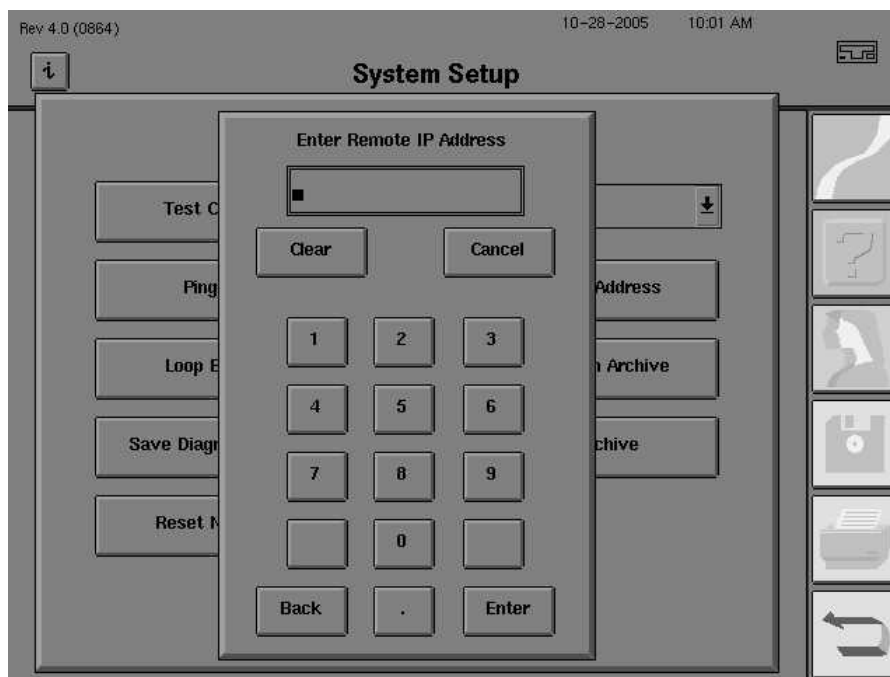 Rev 4.0 (0864)
10-28-2005 10:01 AM
i
System Setup
Enter Remote IP Address
Test C
Clear
Cancel
Ping
Address
1 2 3
Loop
Archive
4 5 6
Save Diagn
chive
7 8 9
Reset N
0
Back . Enter